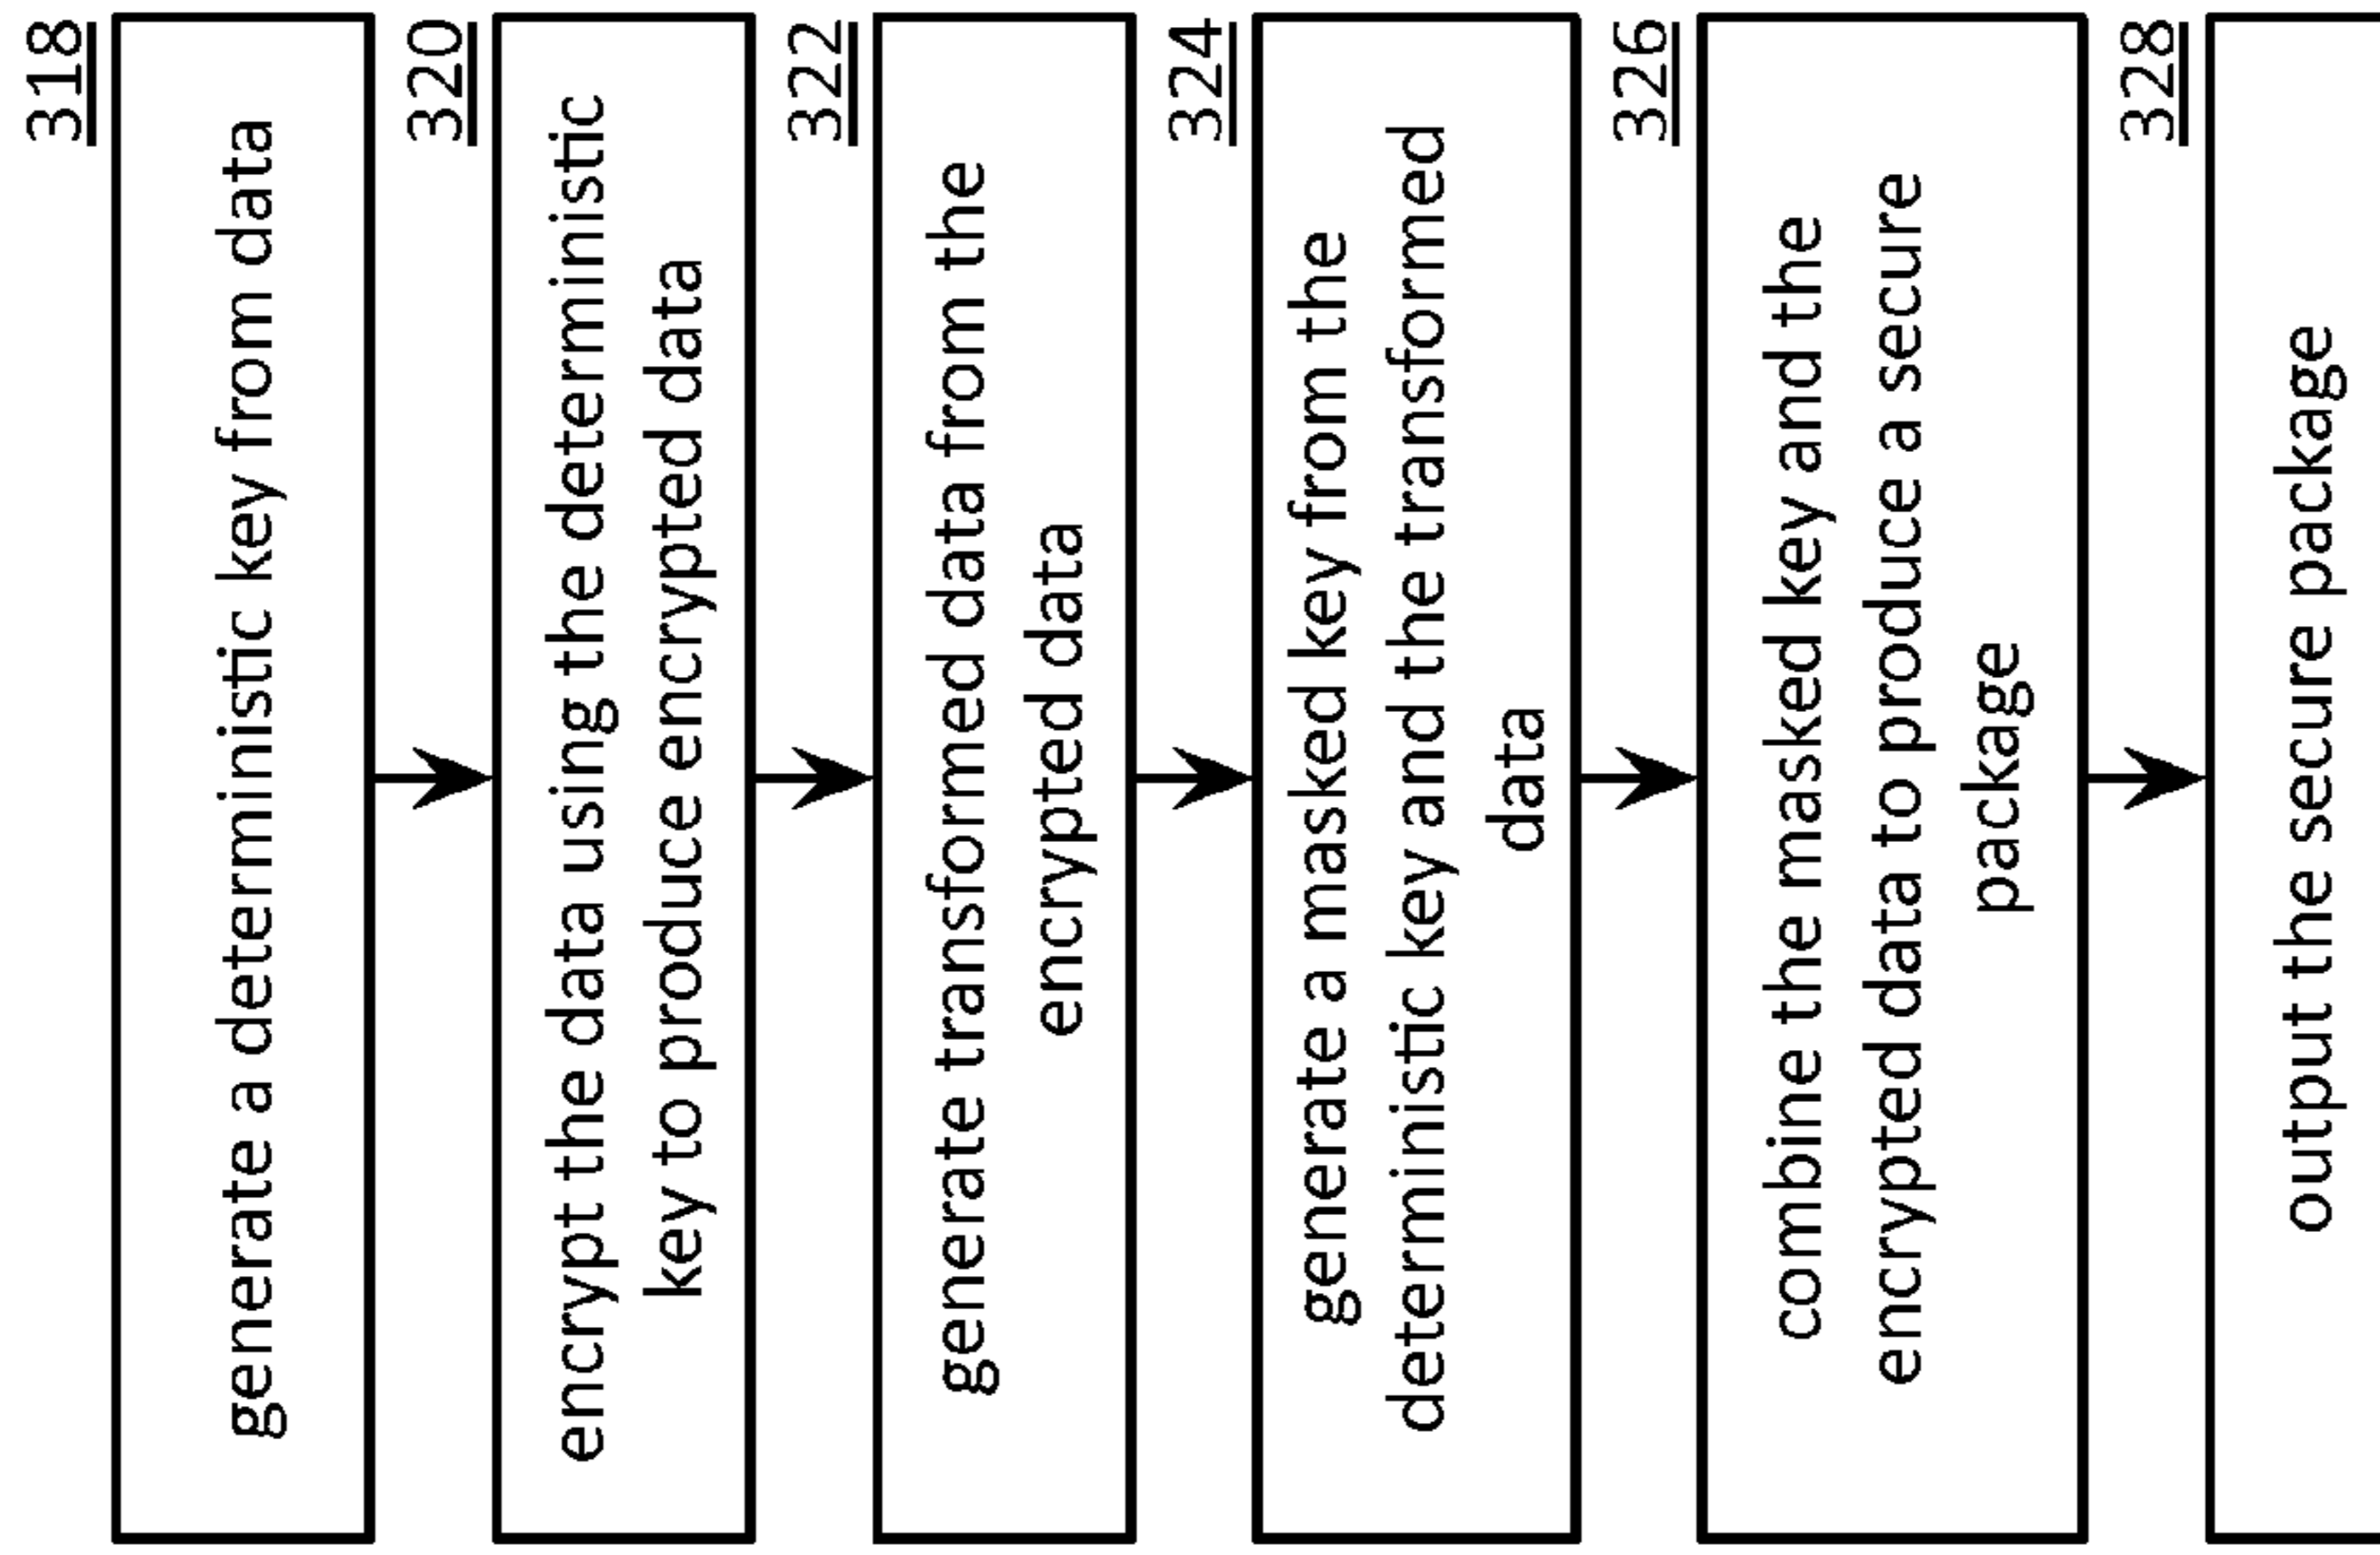 318
generate a deterministic key from data
320
encrypt the data using the deterministic
key to produce encrypted data
322
generate transformed data from the
encrypted data
324
generate a masked key from the
deterministic key and the transformed
data
326
combine the masked key and the
encrypted data to produce a secure
package
328
output the secure package